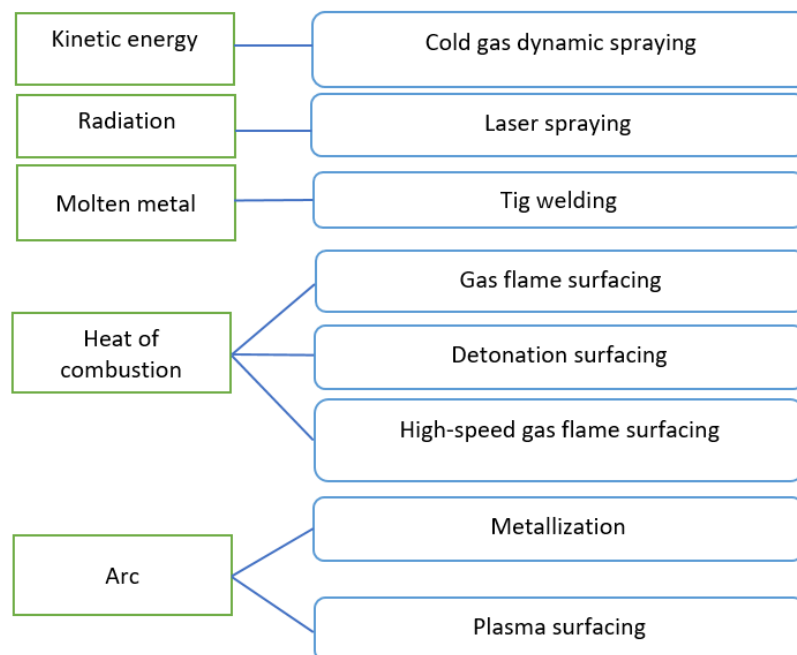 Kinetic energy
Cold gas dynamic spraying
Radiation
Laser spraying
Molten metal
Tig welding
Heat of
combustion
Gas flame surfacing
Detonation surfacing
High-speed gas flame surfacing
Arc
Metallization
Plasma surfacing